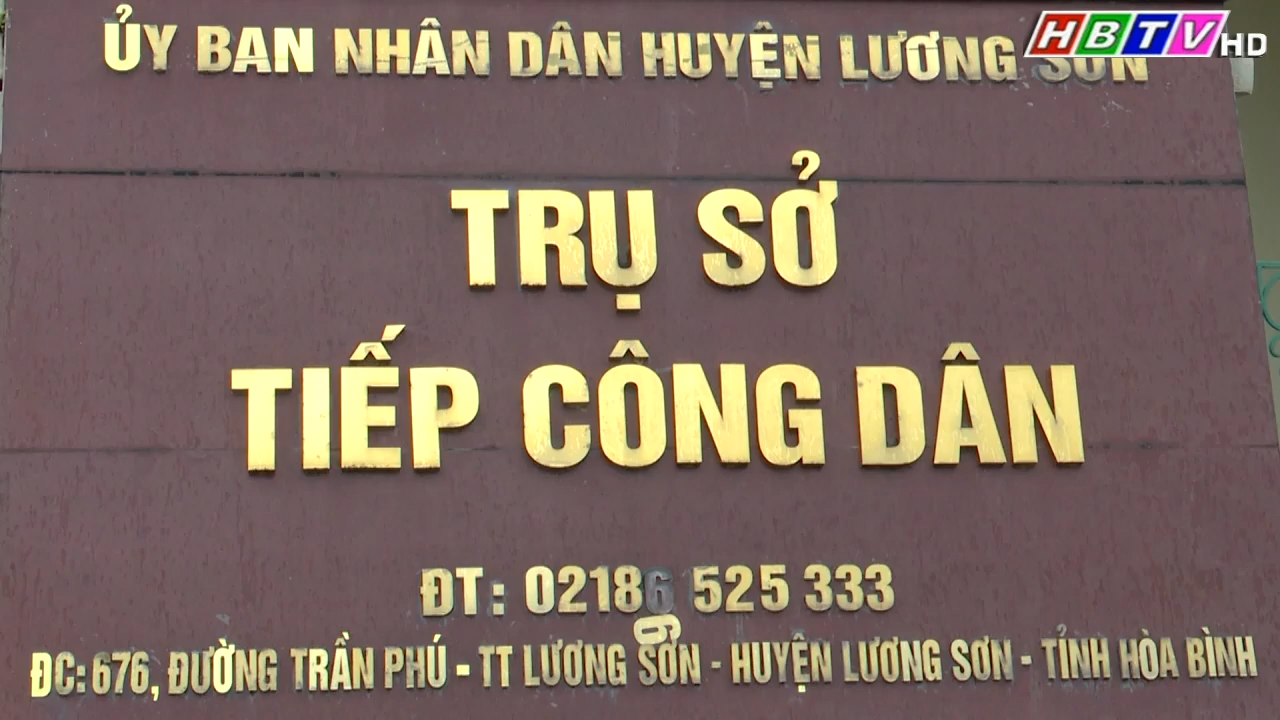 HBTV HD
ỦY BAN NHÂN DÂN HUYỆN LƯƠNG SƠN
TRỤ SỞ
TIẾP CÔNG DÂN
ĐT: 02186 525 333
ĐC: 676, ĐƯỜNG TRẦN PHÚ - TT LƯƠNG SƠN - HUYỆN LƯƠNG SƠN - TỈNH HÒA BÌNH